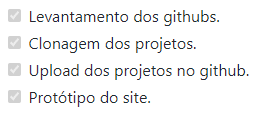 Levantamento dos githubs.
Clonagem dos projetos.
Upload dos projetos no github.
Protótipo do site.